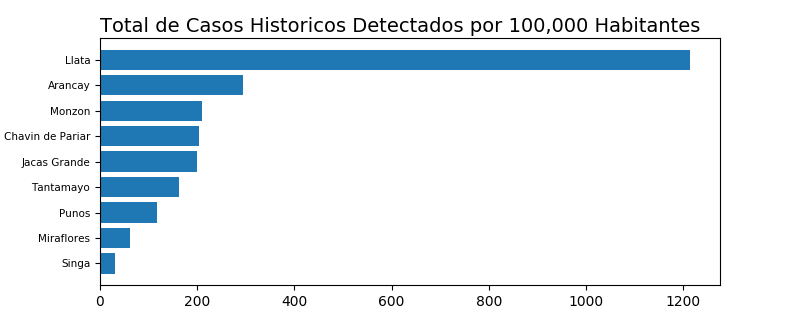 Total de Casos Historicos Detectados por 100,000 Habitantes
Llata
Arancay
Monzon
Chavin de Pariar
Jacas Grande
Tantamayo
Punos
Miraflores
Singa
0 200 400 600 800 1000 1200